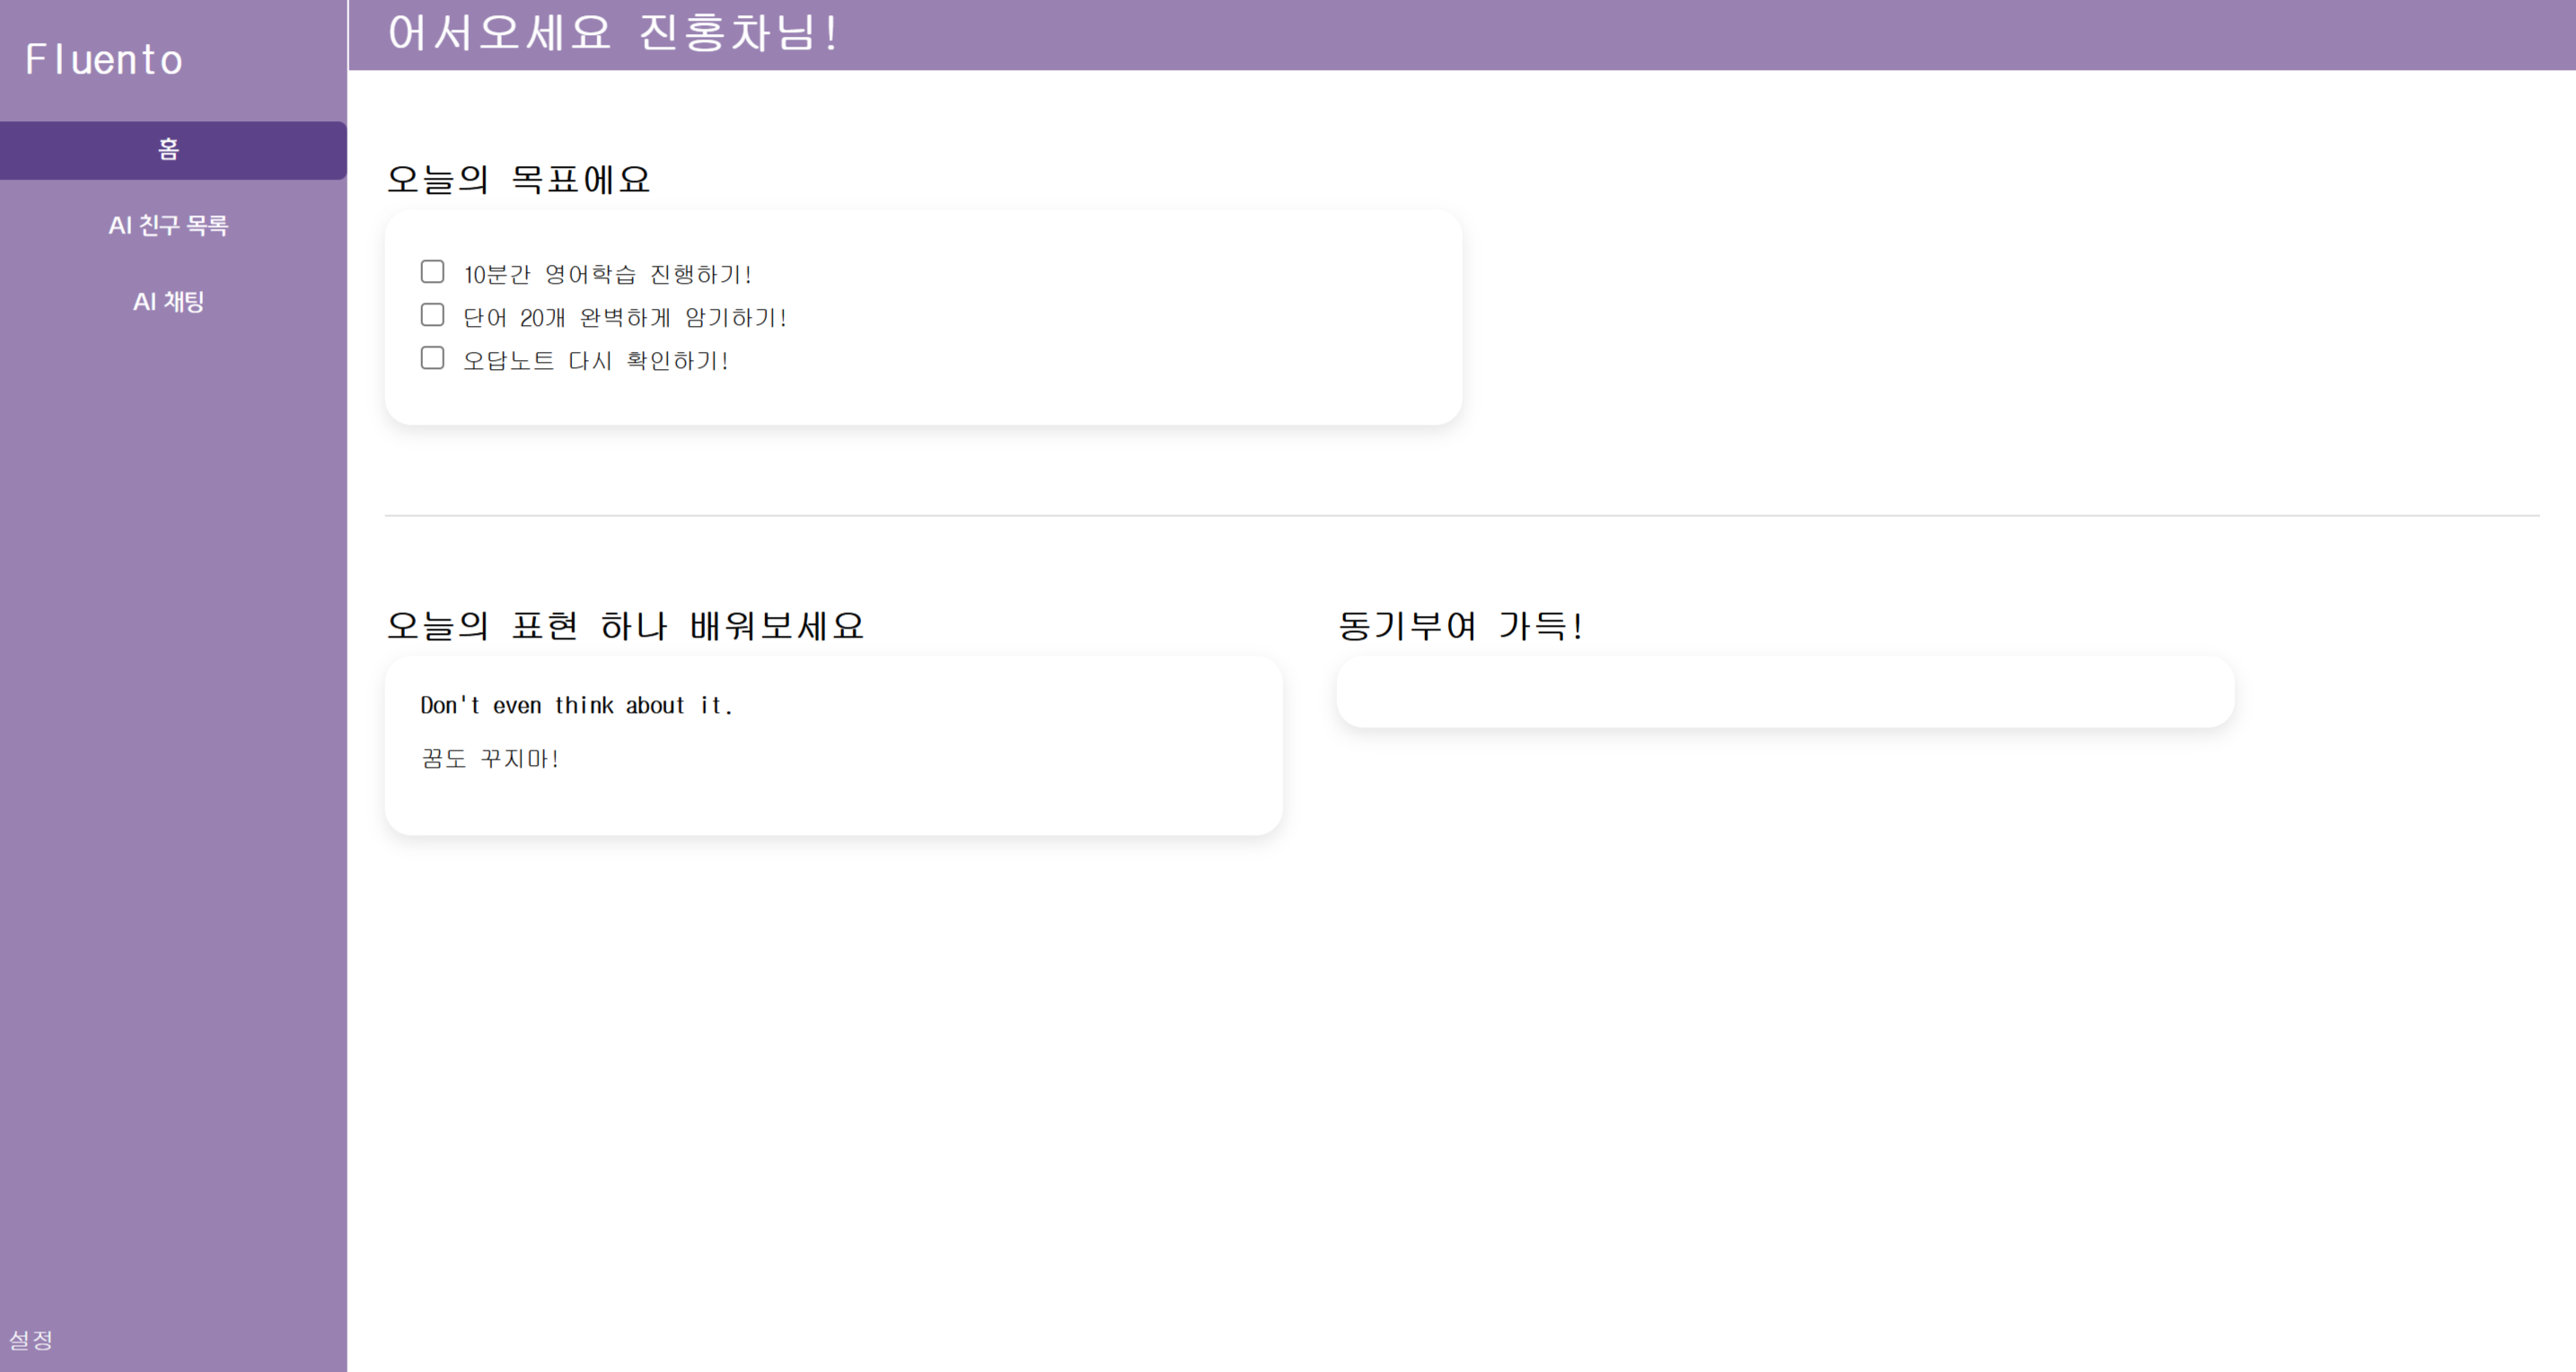 Fluento
홈
AI 친구 목록
AI 채팅
설정
어서오세요 진홍차님!
오늘의 목표에요
10분간 영어학습 진행하기!
단어 20개 완벽하게 암기하기!
오답노트 다시 확인하기!
오늘의 표현 하나 배워보세요
Don't even think about it.
꿈도 꾸지마!
동기부여 가득!